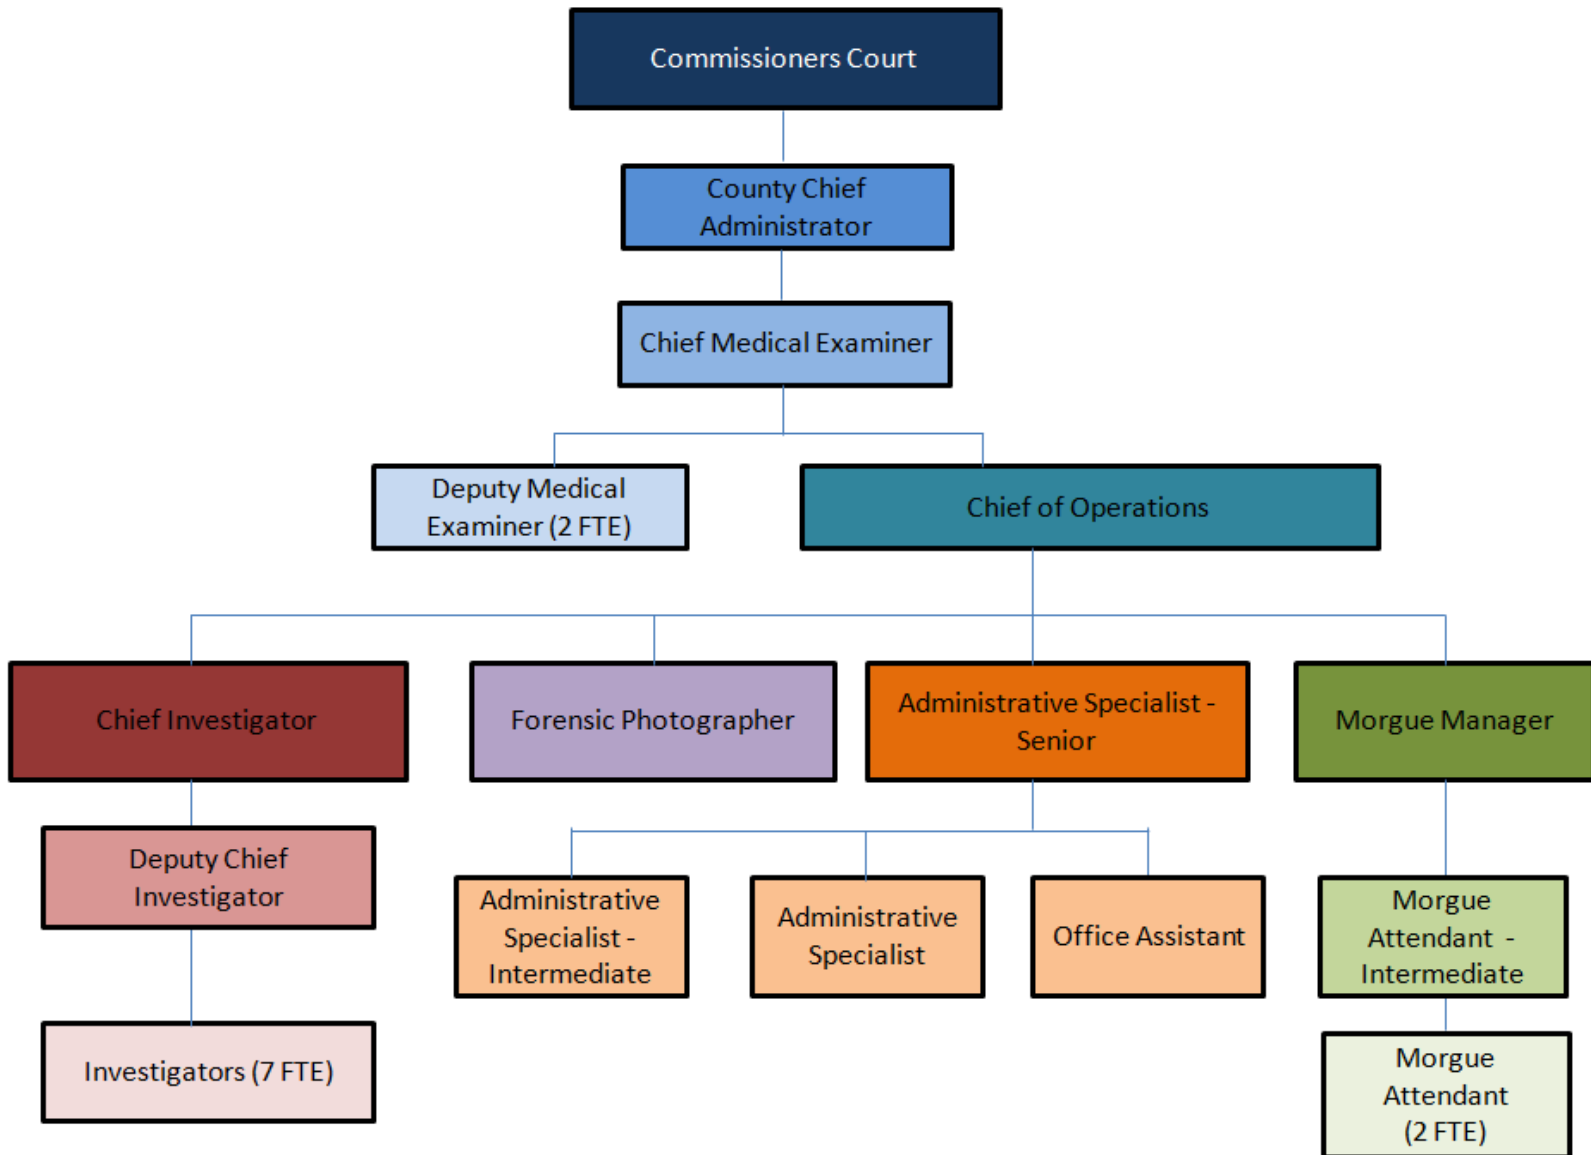 Commissioners Court
County Chief
Administrator
Chief Medical Examiner
Deputy Medical
Examiner (2 FTE)
Chief of Operations
Chief Investigator
Forensic Photographer
Administrative Specialist -
Senior
Morgue Manager
Deputy Chief
Investigator
Administrative
Specialist -
Intermediate
Administrative
Specialist
Office Assistant
Morgue
Attendant -
Intermediate
Investigators (7 FTE)
Morgue
Attendant
(2 FTE)